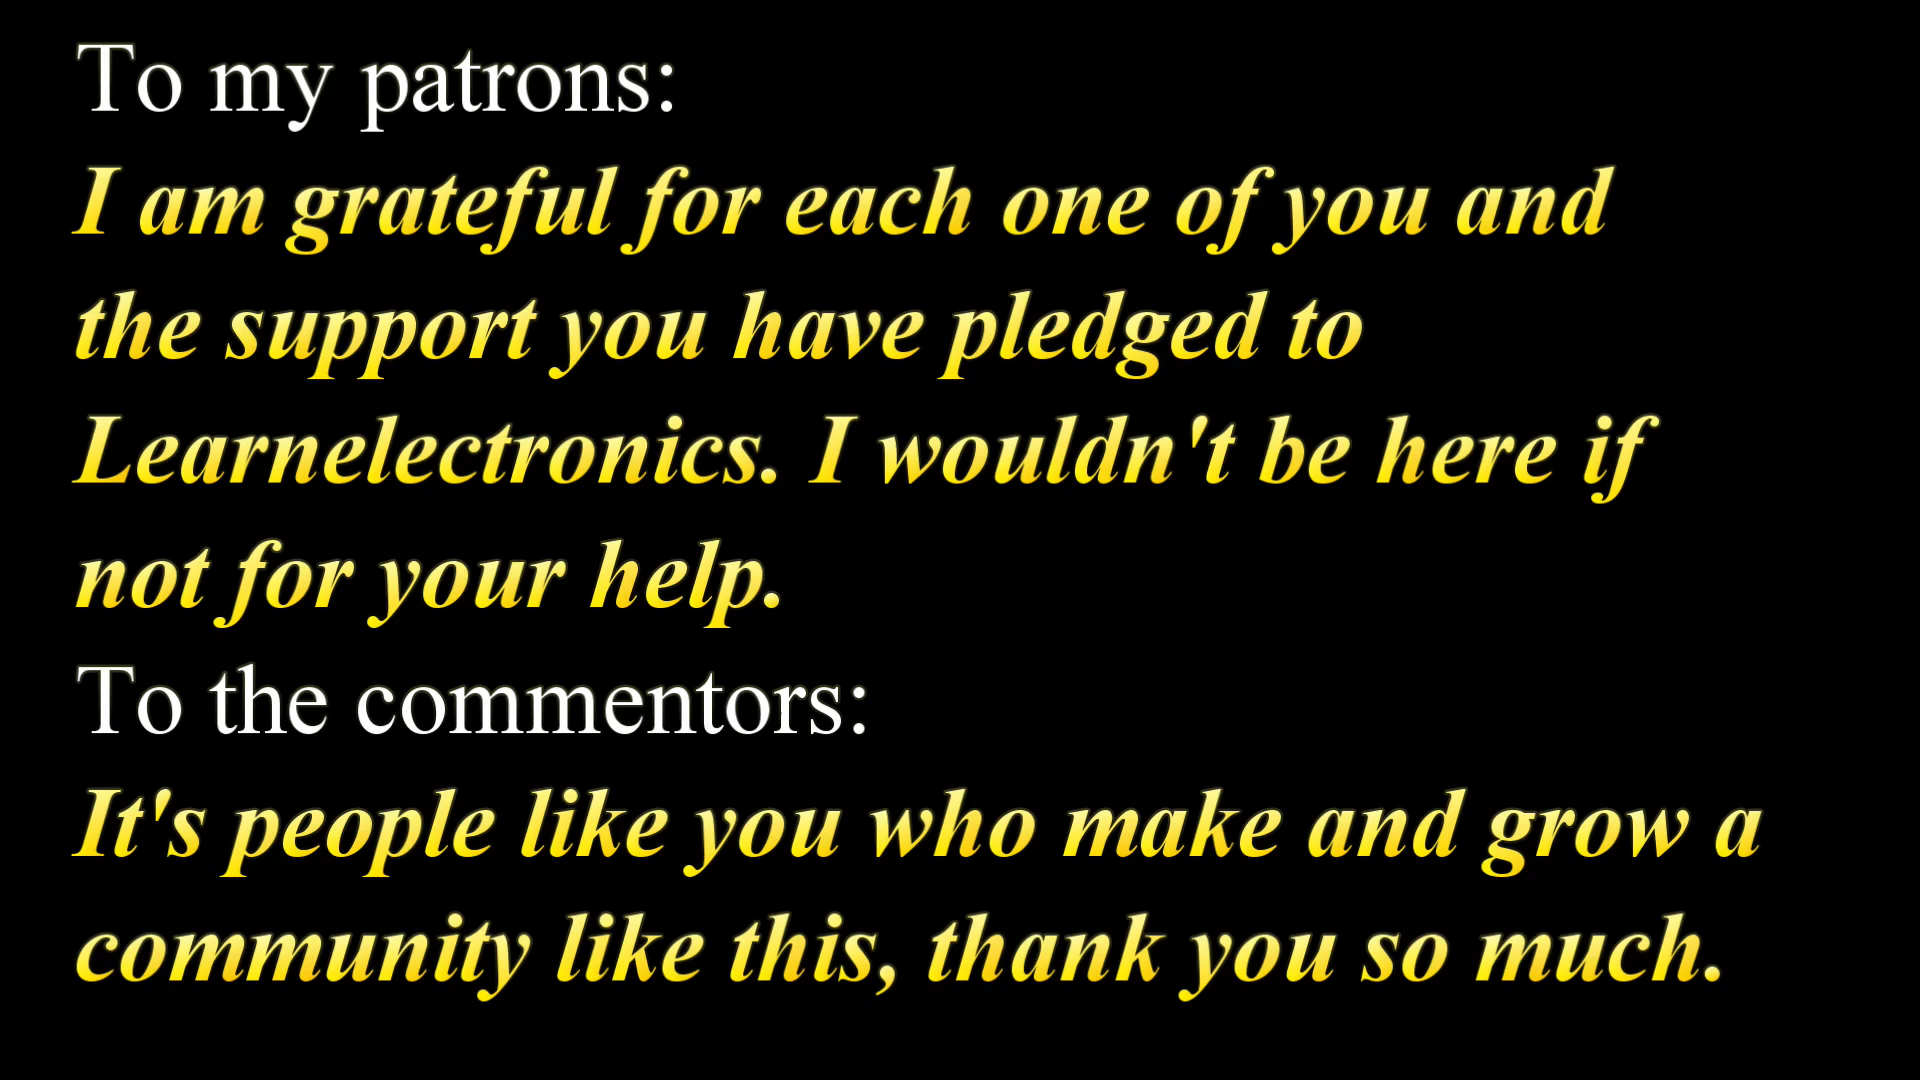 To my patrons:
I am grateful for each one of you and
the support you have pledged to
Learnelectronics. I wouldn't be here if
not for your help.
To the commentors:
It's people like you who make and grow a
community like this, thank you so much.